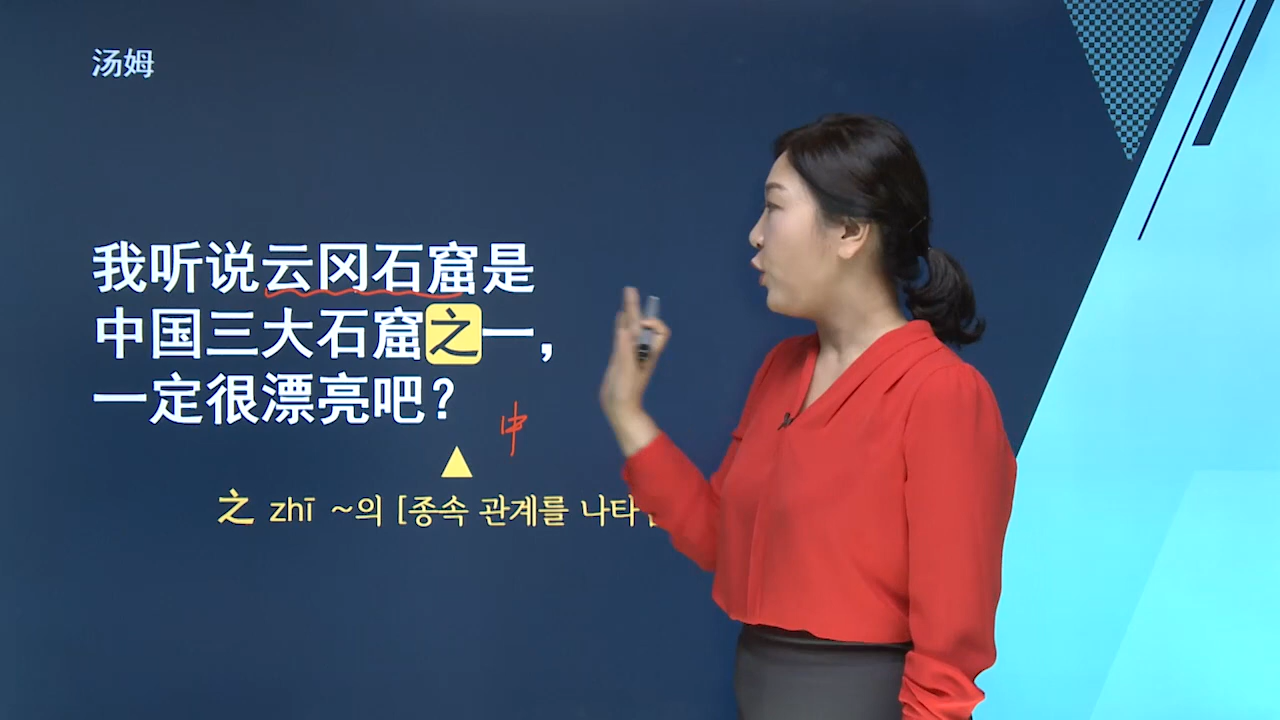 汤姆
我听说云冈石窟是
中国三大石窟之一，
一定很漂亮吧？
中
之 zhī ~의 [종속 관계를 나타